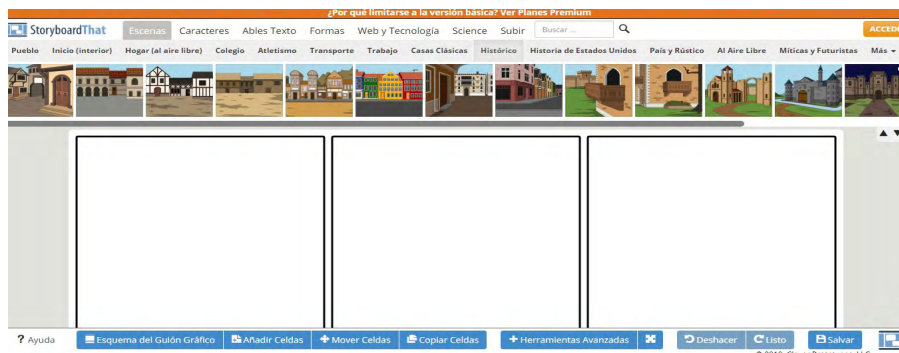 ¿Por qué limitarse a la versión básica? Ver Planes Premium
StoryboardThat Escenas Caracteres Ables Texto Formas Web y Tecnología Science Subir Buscar ... ACCEDE
Pueblo Inicio (interior) Hogar (al aire libre) Colegio Atletismo Transporte Trabajo Casas Clásicas Histórico Historia de Estados Unidos País y Rústico Al Aire Libre Míticas y Futuristas Más
? Ayuda Esquema del Guión Gráfico Añadir Celdas Mover Celdas Copiar Celdas Herramientas Avanzadas Deshacer Listo Salvar